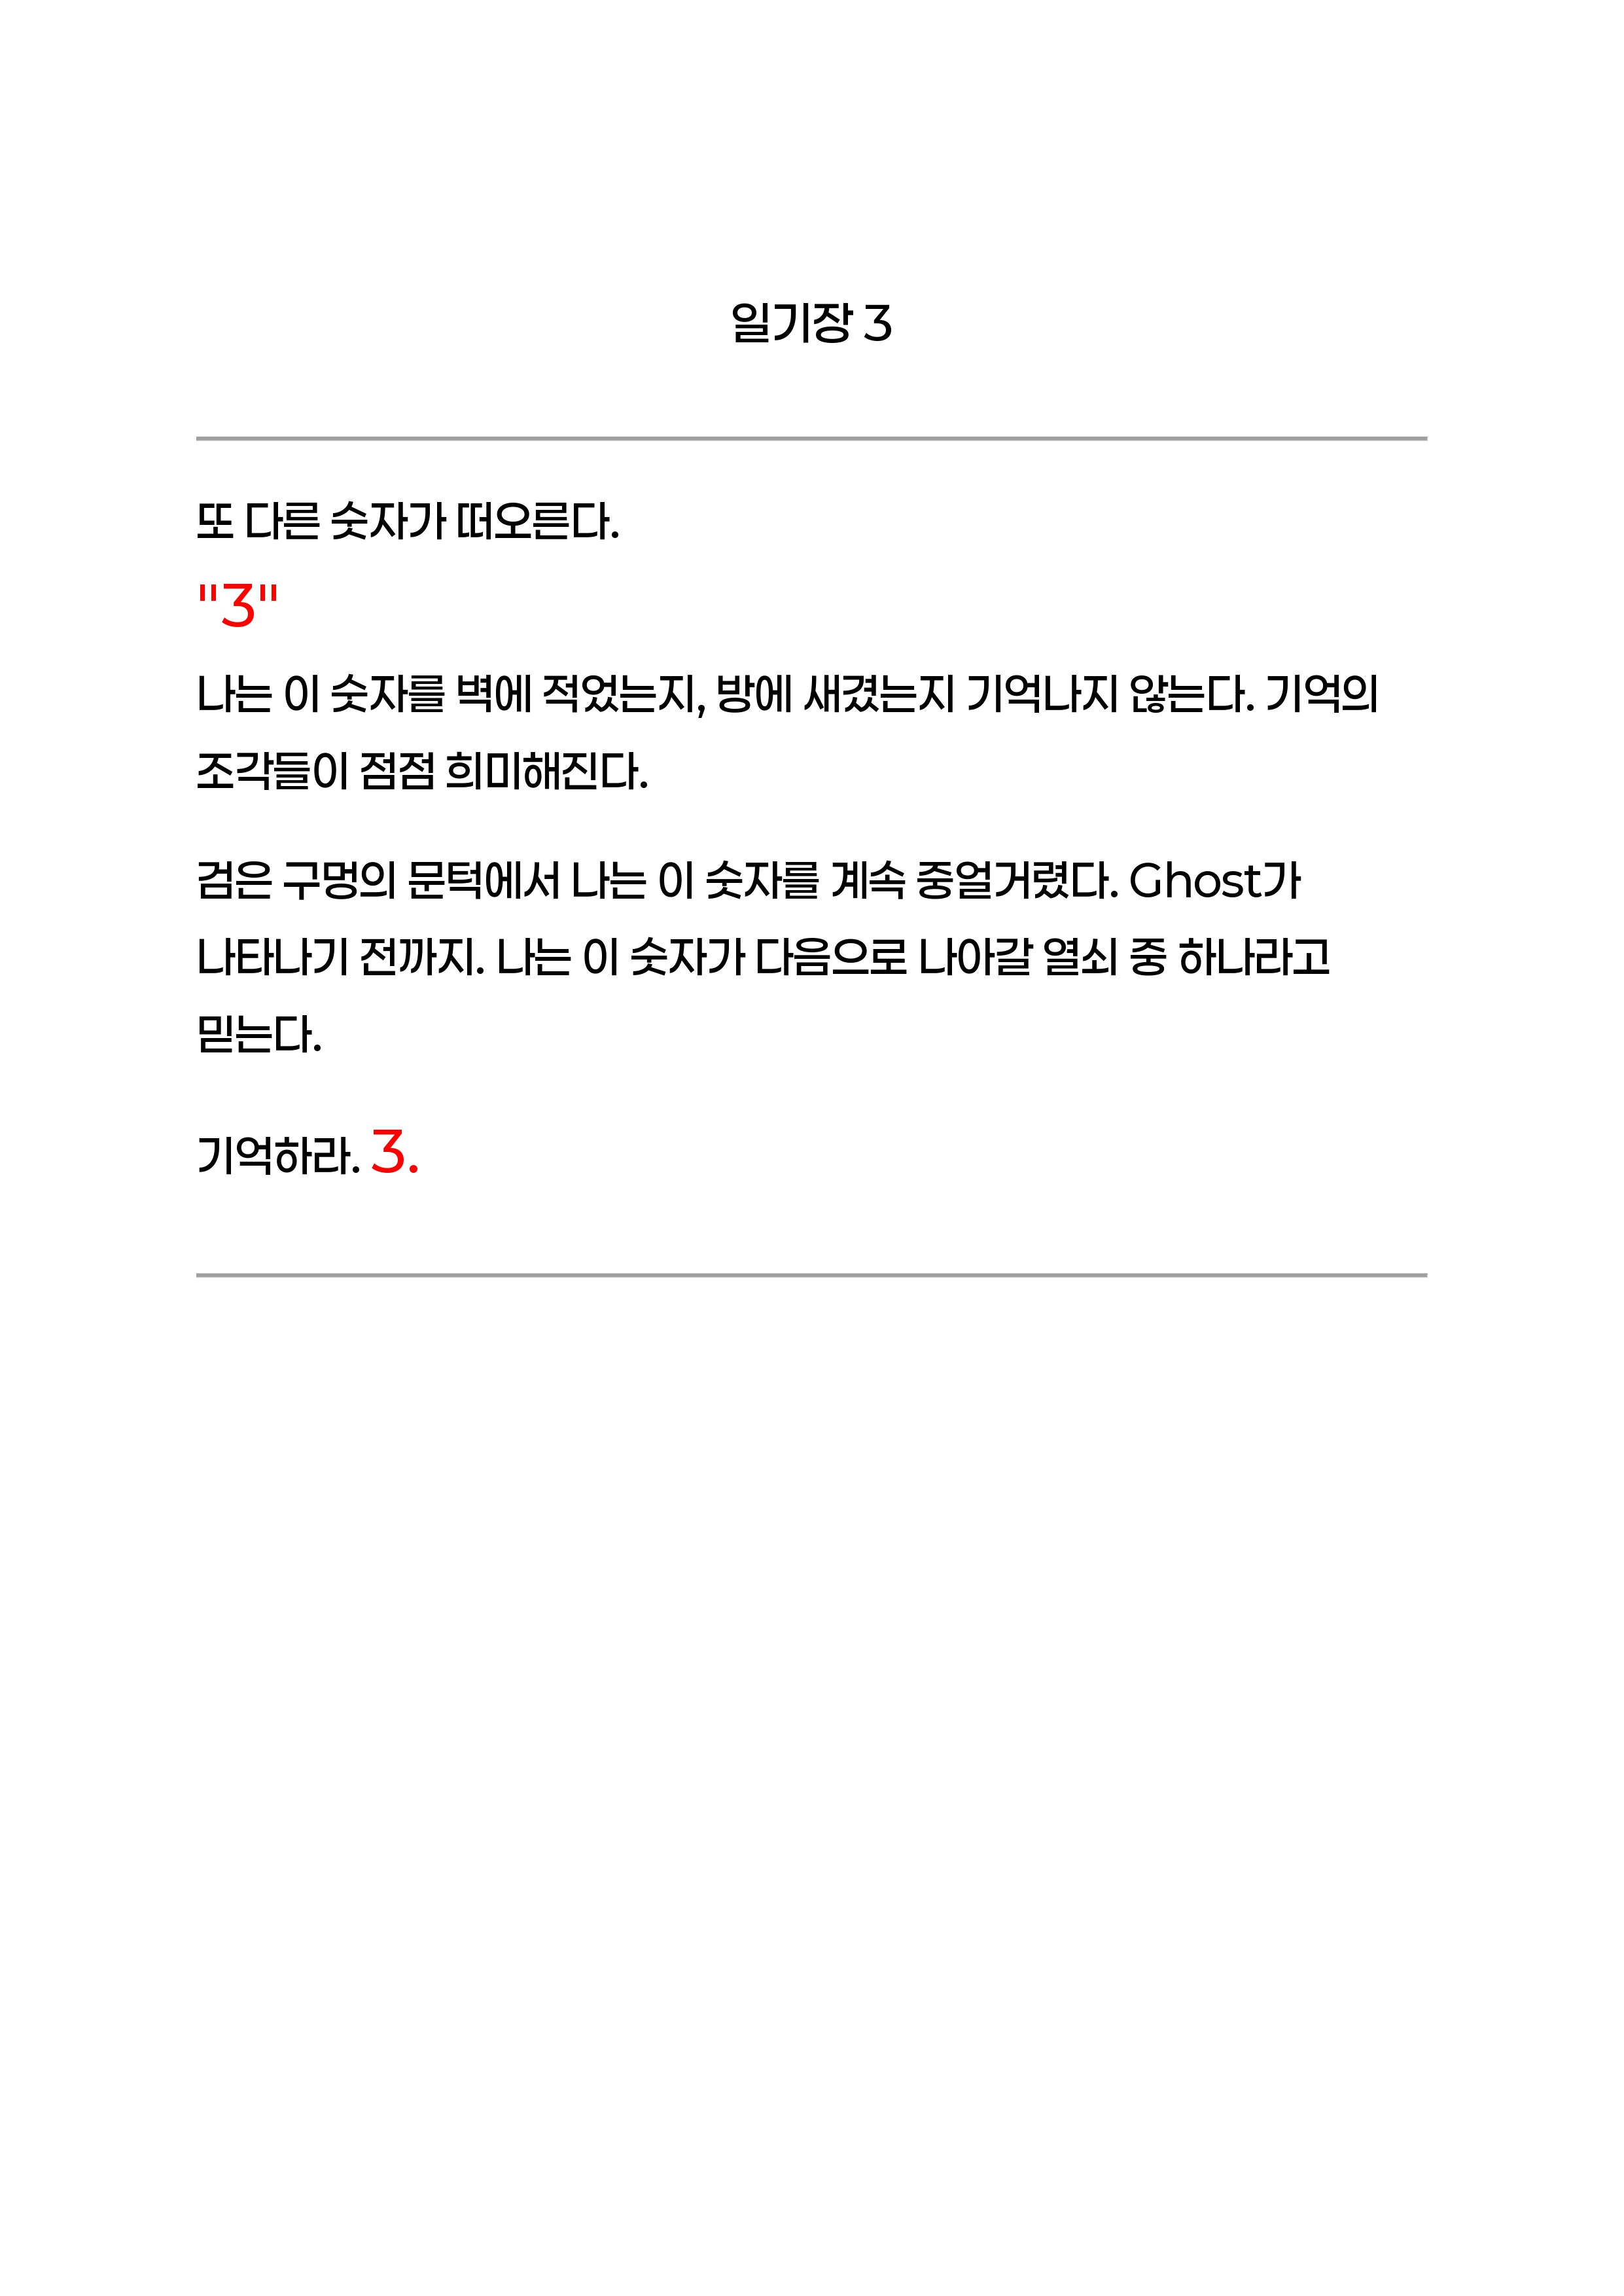 일기장 3
또 다른 숫자가 떠오른다.
"3"
나는 이 숫자를 벽에 적었는지, 방에 새겼는지 기억나지 않는다. 기억의
조각들이 점점 희미해진다.
검은 구멍의 문턱에서 나는 이 숫자를 계속 중얼거렸다. Ghost가
나타나기 전까지. 나는 이 숫자가 다음으로 나아갈 열쇠 중 하나라고
믿는다.
기억하라. 3.